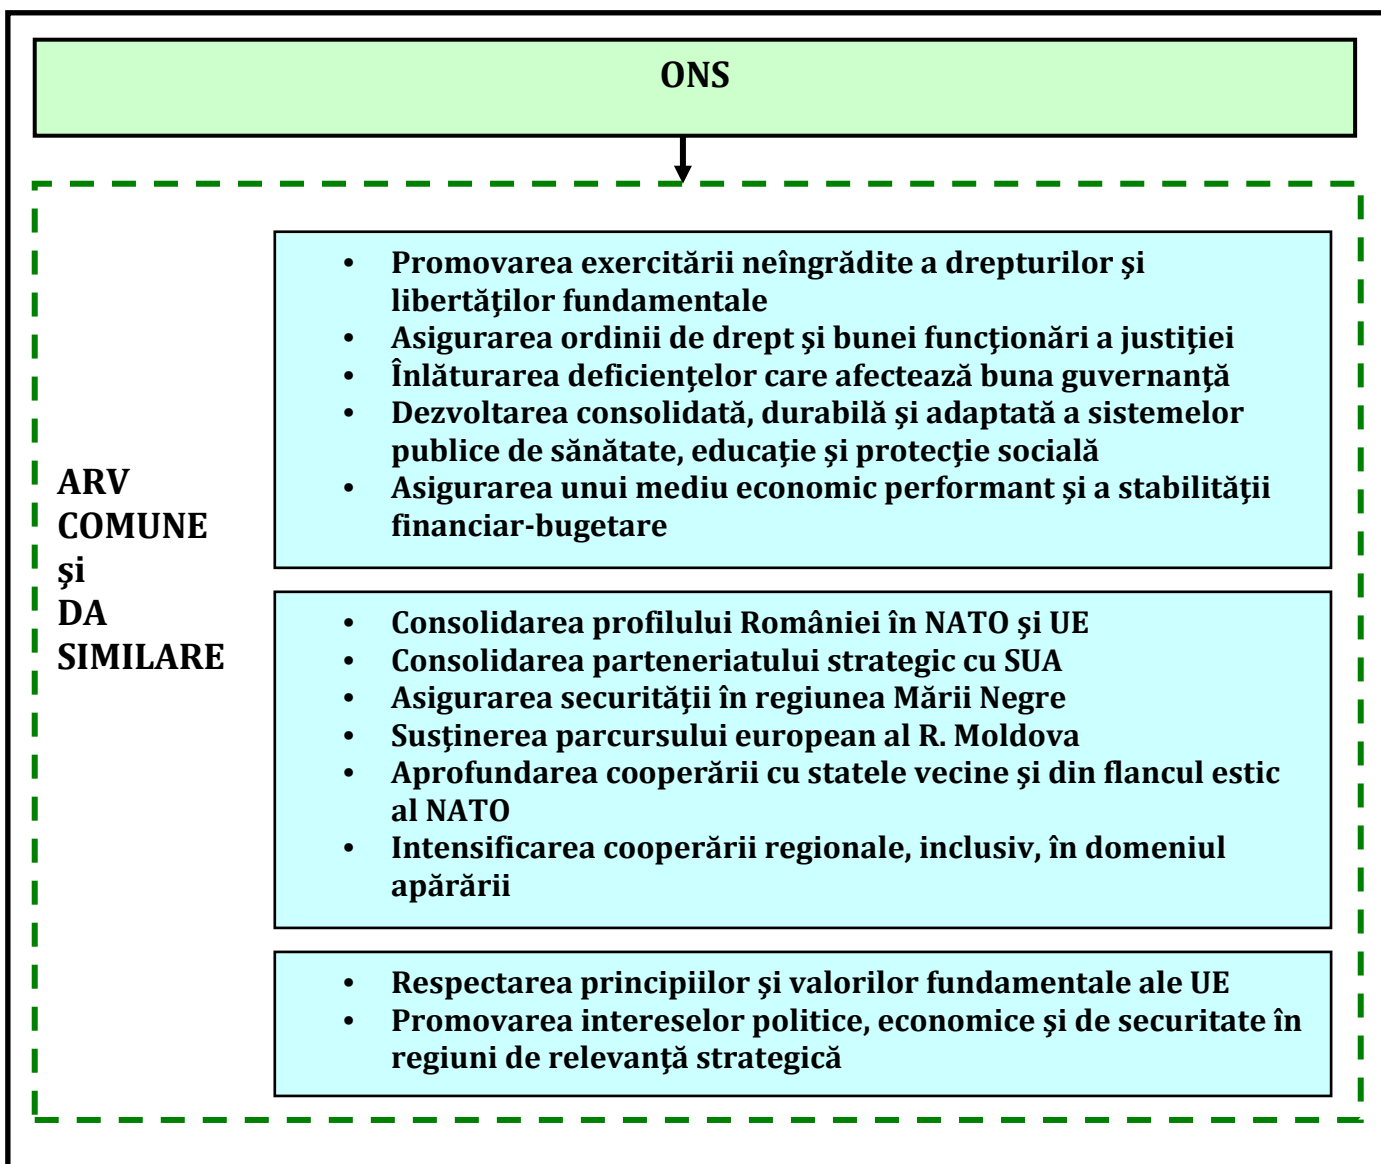 ONS
ARV
COMUNE
şi
DA
SIMILARE
• Promovarea exercitării neîngrădite a drepturilor şi
libertăţilor fundamentale
• Asigurarea ordinii de drept şi bunei funcţionări a justiţiei
• Înlăturarea deficienţelor care afectează buna guvernanţă
• Dezvoltarea consolidată, durabilă şi adaptată a sistemelor
publice de sănătate, educaţie şi protecţie socială
• Asigurarea unui mediu economic performant şi a stabilităţii
financiar-bugetare
• Consolidarea profilului României în NATO şi UE
• Consolidarea parteneriatului strategic cu SUA
• Asigurarea securităţii în regiunea Mării Negre
• Susţinerea parcursului european al R. Moldova
• Aprofundarea cooperării cu statele vecine şi din flancul estic
al NATO
• Intensificarea cooperării regionale, inclusiv, în domeniul
apărării
• Respectarea principiilor şi valorilor fundamentale ale UE
• Promovarea intereselor politice, economice şi de securitate în
regiuni de relevanţă strategică